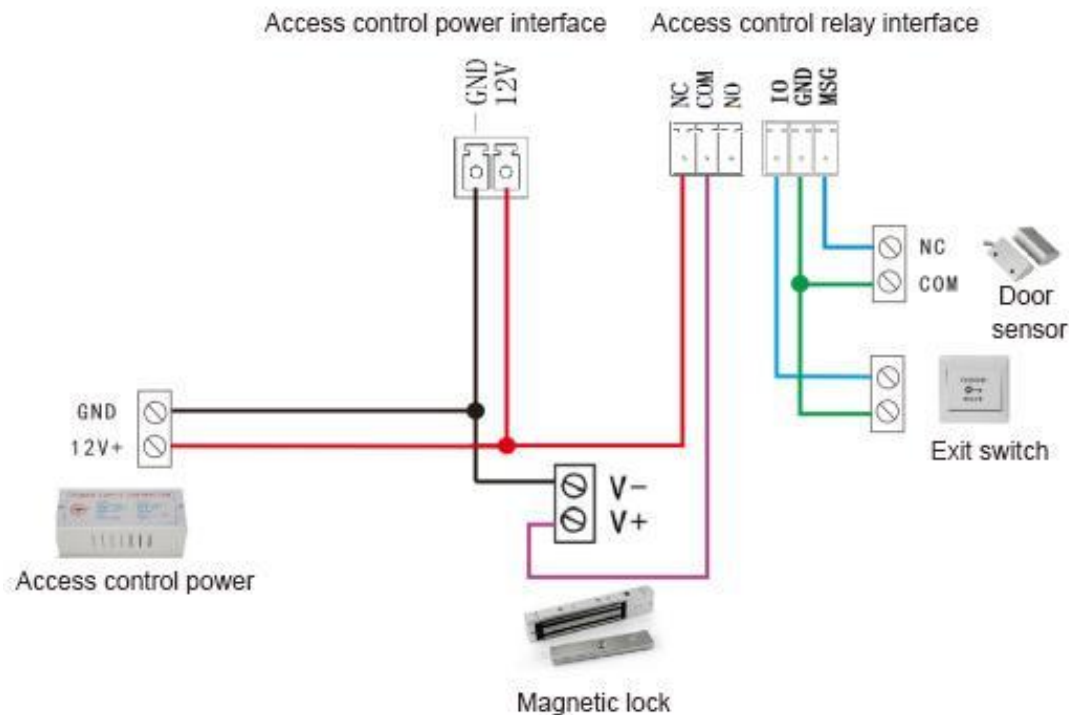 Access control power interface
Access control relay interface
GND
12V
NC
COM
NO
IO
GND
MSG
NC
COM
Door
sensor
GND
12V+
Exit switch
V-
V+
Access control power
Magnetic lock